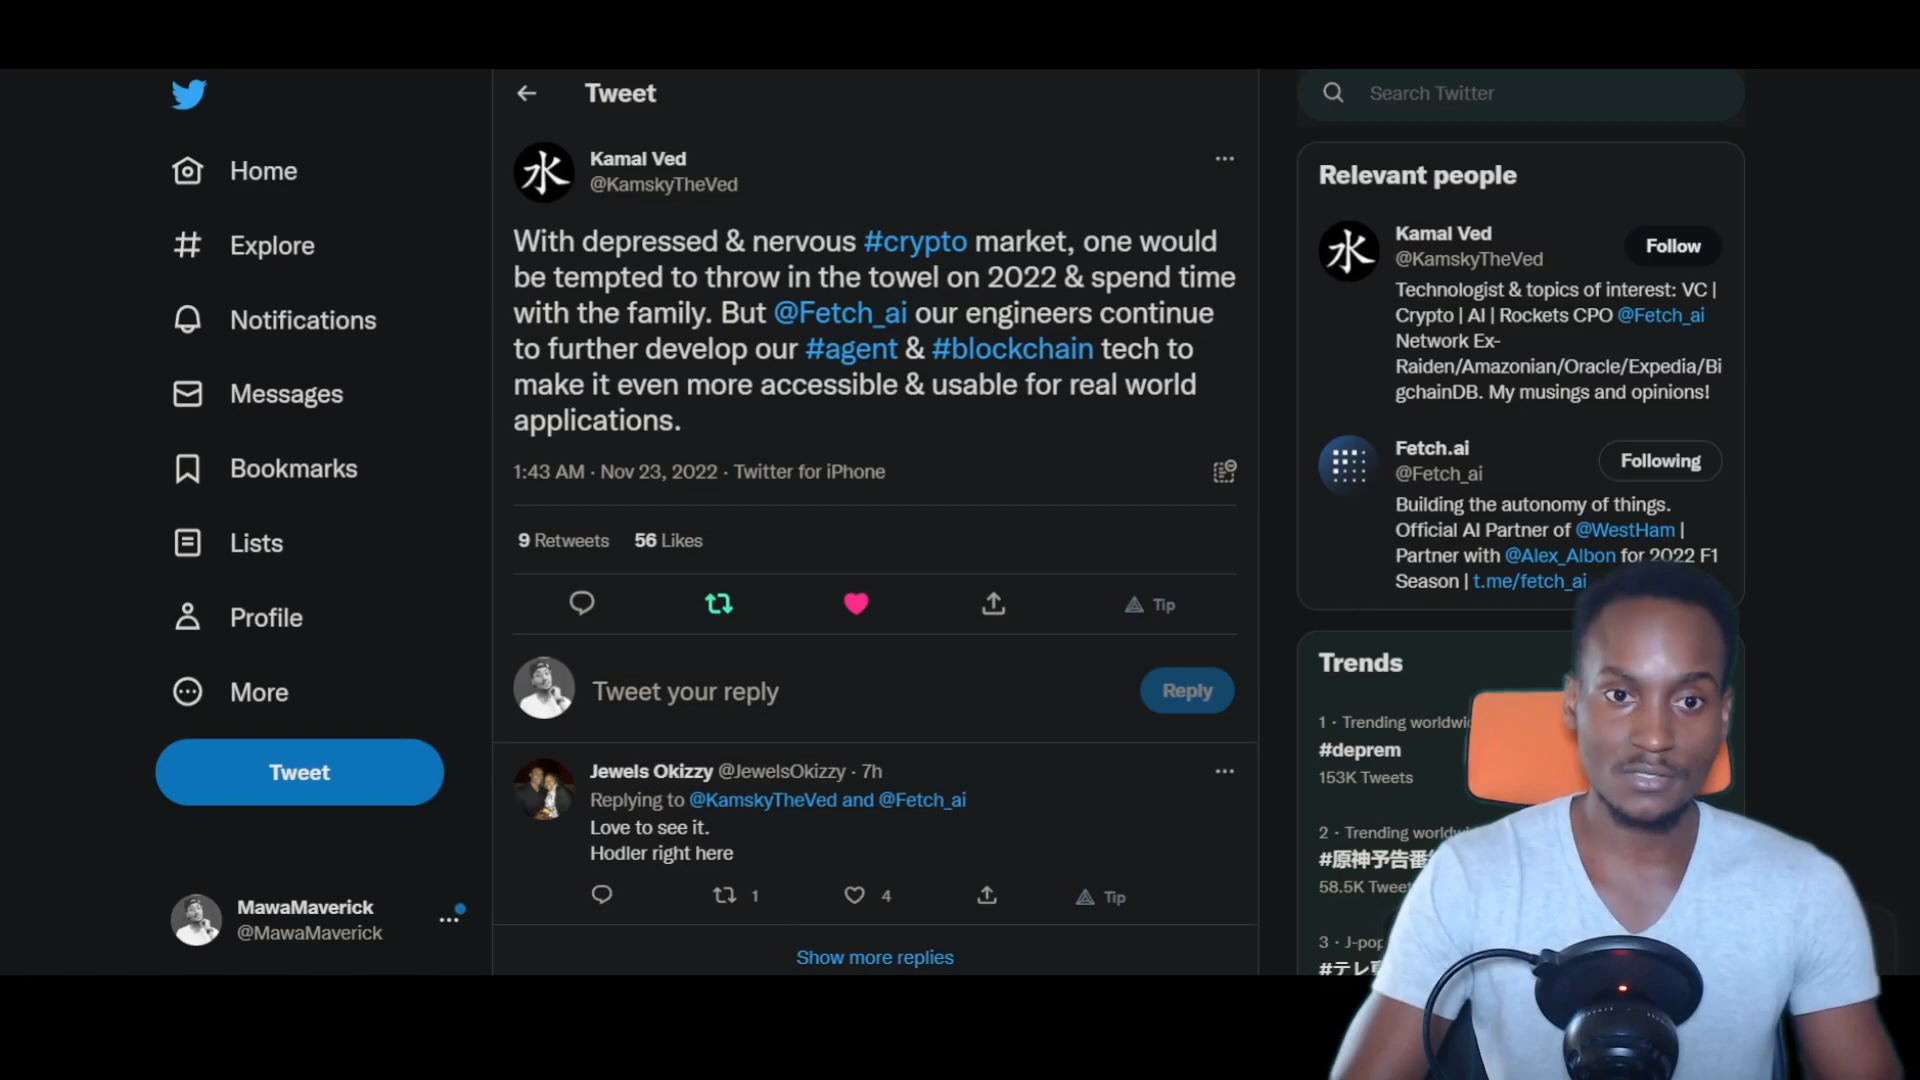 Home
Explore
Notifications
Messages
Bookmarks
Lists
Profile
More
Tweet
MawaMaverick
@MawaMaverick
Tweet
水
Kamal Ved
@KamskyTheVed
With depressed & nervous #crypto market, one would
be tempted to throw in the towel on 2022 & spend time
with the family. But @Fetch_ai our engineers continue
to further develop our #agent & #blockchain tech to
make it even more accessible & usable for real world
applications.
1:43 AM · Nov 23, 2022 · Twitter for iPhone
9 Retweets 56 Likes
Tip
Tweet your reply
Reply
Jewels Okizzy @JewelsOkizzy · 7h
Replying to @KamskyTheVed and @Fetch_ai
Love to see it.
Hodler right here
1 4 Tip
Show more replies
Search Twitter
Relevant people
水
Kamal Ved
@KamskyTheVed
Follow
Technologist & topics of interest: VC |
Crypto | AI | Rockets CPO @Fetch_ai
Network Ex-
Raiden/Amazonian/Oracle/Expedia/Bi
gchainDB. My musings and opinions!
Fetch.ai
@Fetch_ai
Following
Building the autonomy of things.
Official AI Partner of @WestHam |
Partner with @Alex_Albon for 2022 F1
Season | t.me/fetch_ai
Trends
1 · Trending
#deprem
153K Tweets
2 · Trending
#原神予告番
58.5K
3 · J-pop